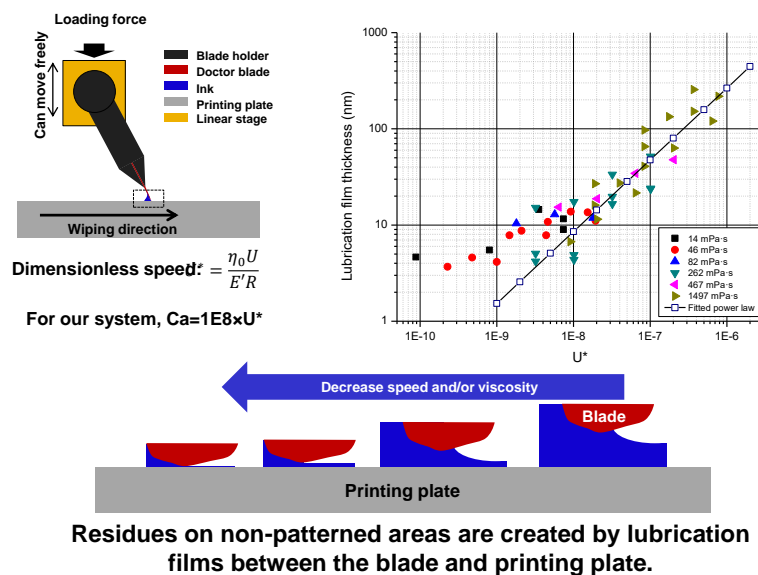 Loading force
Can move freely
Blade holder
Doctor blade
Ink
Printing plate
Linear stage
Wiping direction
Dimensionless speed: U* = η₀U / E′R
For our system, Ca=1E8×U*
Lubrication film thickness (nm)
1000
100
10
1
1E-10 1E-9 1E-8 1E-7 1E-6
U*
14 mPa·s
46 mPa·s
82 mPa·s
262 mPa·s
467 mPa·s
1497 mPa·s
Fitted power law
Decrease speed and/or viscosity
Blade
Printing plate
Residues on non-patterned areas are created by lubrication
films between the blade and printing plate.